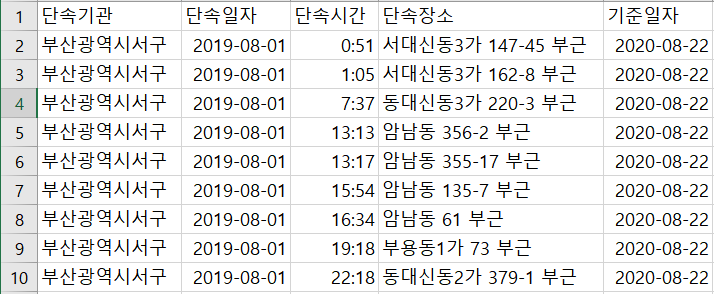 1 단속기관 단속일자 단속시간 단속장소 기준일자
2 부산광역시서구 2019-08-01 0:51 서대신동3가 147-45 부근 2020-08-22
3 부산광역시서구 2019-08-01 1:05 서대신동3가 162-8 부근 2020-08-22
4 부산광역시서구 2019-08-01 7:37 동대신동3가 220-3 부근 2020-08-22
5 부산광역시서구 2019-08-01 13:13 암남동 356-2 부근 2020-08-22
6 부산광역시서구 2019-08-01 13:17 암남동 355-17 부근 2020-08-22
7 부산광역시서구 2019-08-01 15:54 암남동 135-7 부근 2020-08-22
8 부산광역시서구 2019-08-01 16:34 암남동 61 부근 2020-08-22
9 부산광역시서구 2019-08-01 19:18 부용동1가 73 부근 2020-08-22
10 부산광역시서구 2019-08-01 22:18 동대신동2가 379-1 부근 2020-08-22